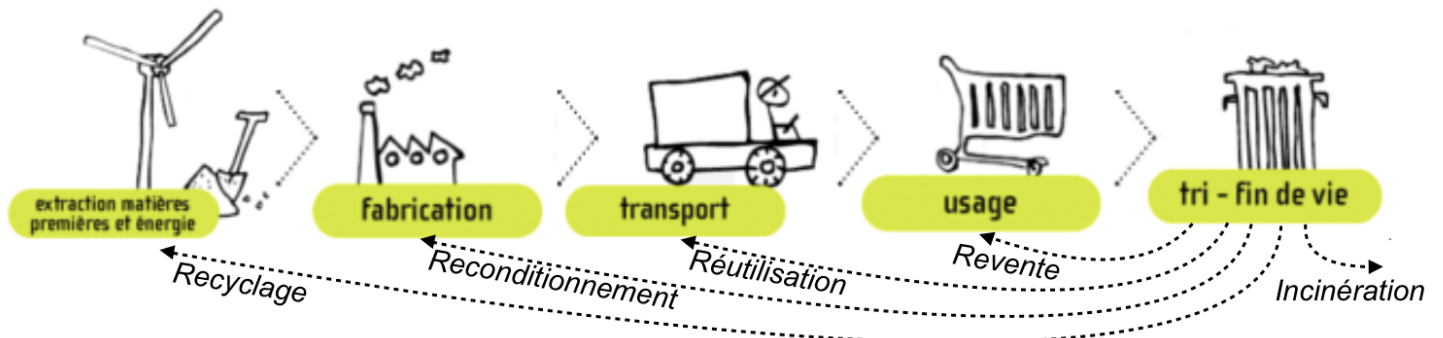 extraction matières
premières et énergie
fabrication
transport
usage
tri - fin de vie
Recyclage
Reconditionnement
Réutilisation
Revente
Incinération